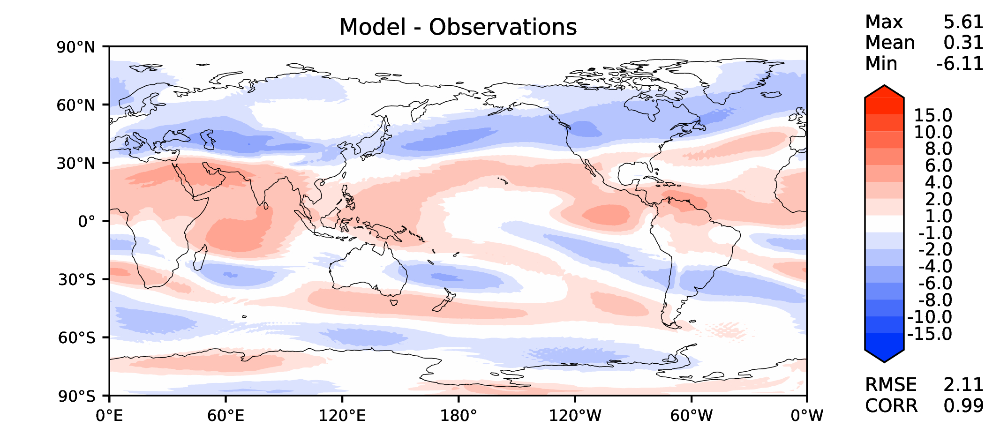 Model - Observations
Max 5.61
Mean 0.31
Min -6.11
90°N
60°N
30°N
0°
30°S
60°S
90°S
0°E 60°E 120°E 180° 120°W 60°W 0°W
15.0
10.0
8.0
6.0
4.0
2.0
1.0
-1.0
-2.0
-4.0
-6.0
-8.0
-10.0
-15.0
RMSE 2.11
CORR 0.99